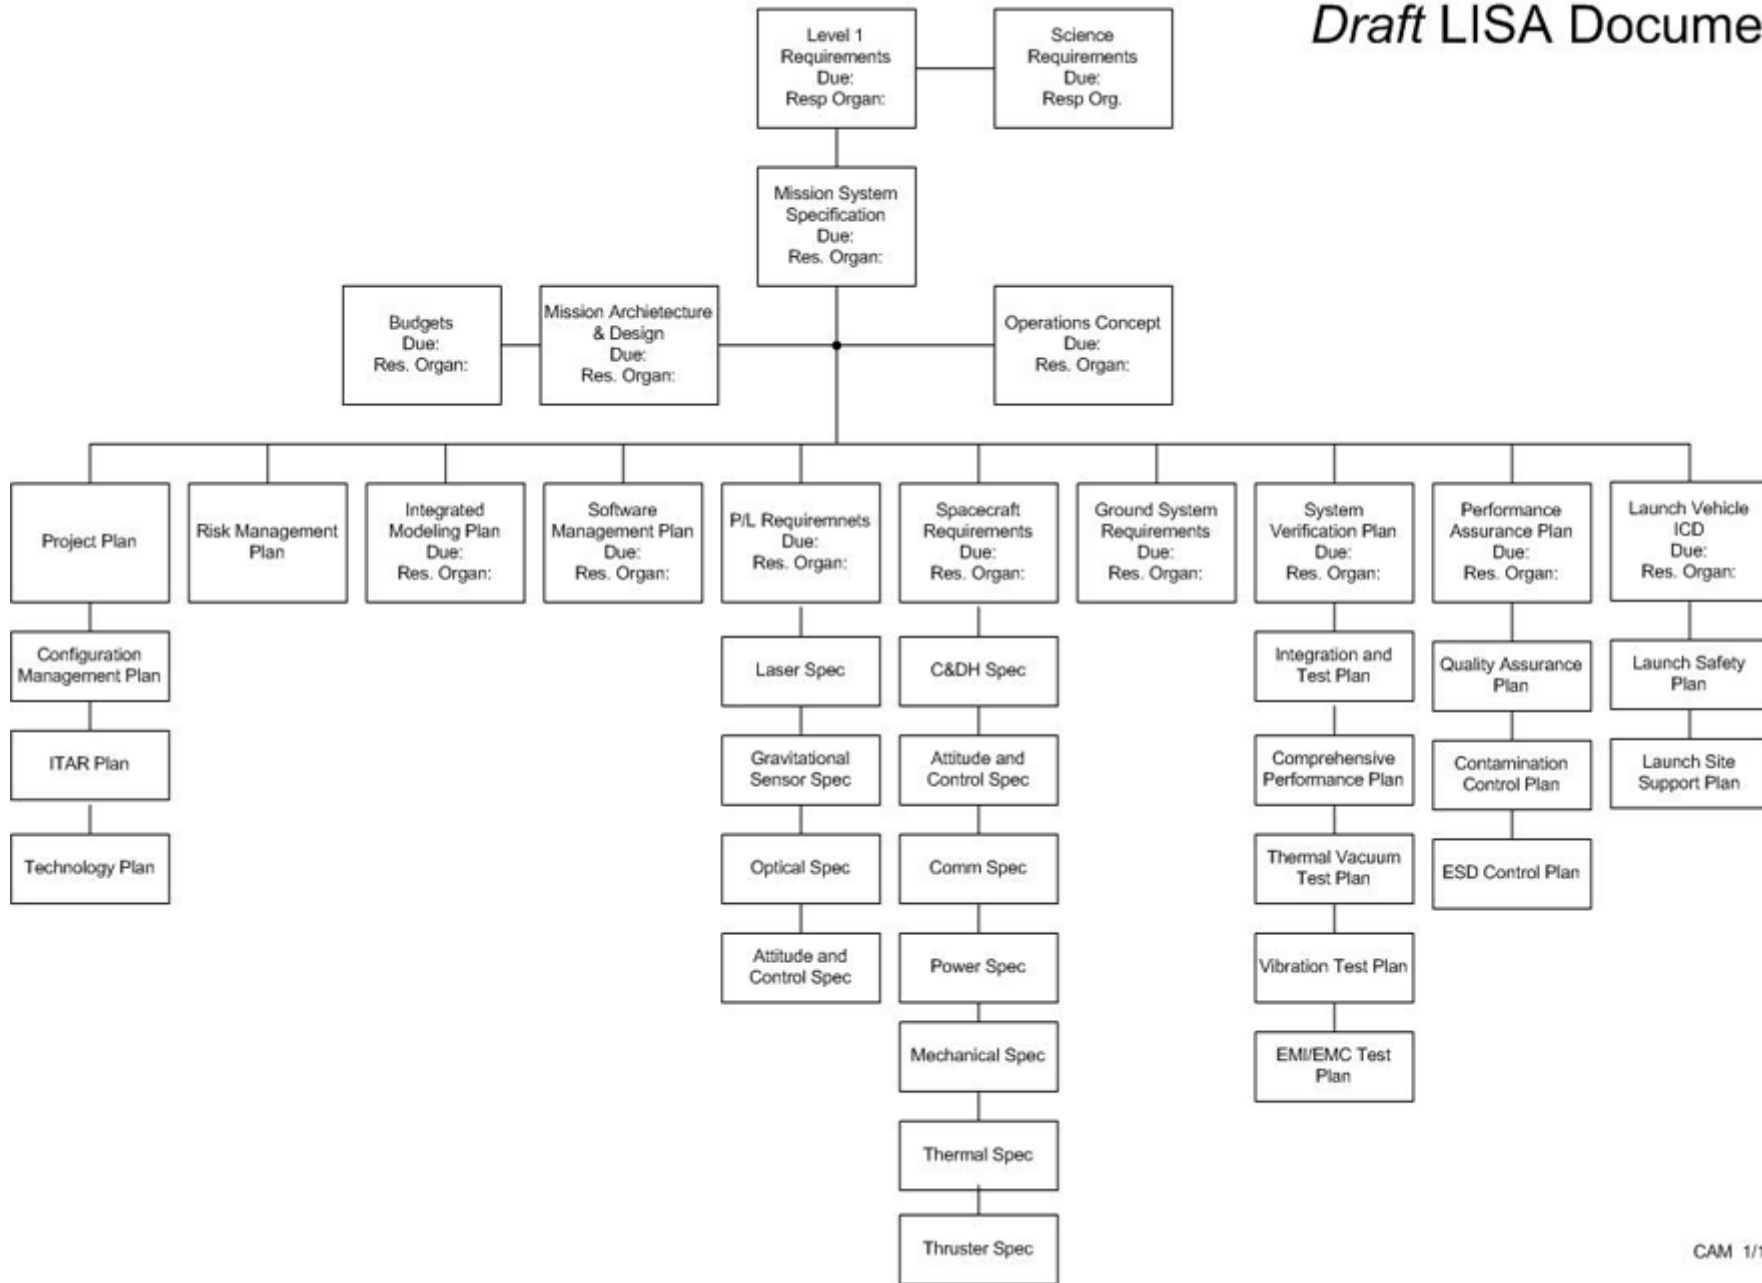 Draft LISA Docume
Level 1
Requirements
Due:
Resp Organ:
Science
Requirements
Due:
Resp Org.
Mission System
Specification
Due:
Res. Organ:
Budgets
Due:
Res. Organ:
Mission Archietecture
& Design
Due:
Res. Organ:
Operations Concept
Due:
Res. Organ:
Project Plan
Risk Management
Plan
Integrated
Modeling Plan
Due:
Res. Organ:
Software
Management Plan
Due:
Res. Organ:
P/L Requiremnets
Due:
Res. Organ:
Spacecraft
Requirements
Due:
Res. Organ:
Ground System
Requirements
Due:
Res. Organ:
System
Verification Plan
Due:
Res. Organ:
Performance
Assurance Plan
Due:
Res. Organ:
Launch Vehicle
ICD
Due:
Res. Organ:
Configuration
Management Plan
ITAR Plan
Technology Plan
Laser Spec
Gravitational
Sensor Spec
Optical Spec
Attitude and
Control Spec
C&DH Spec
Attitude and
Control Spec
Comm Spec
Power Spec
Mechanical Spec
Thermal Spec
Thruster Spec
Integration and
Test Plan
Comprehensive
Performance Plan
Thermal Vacuum
Test Plan
Vibration Test Plan
EMI/EMC Test
Plan
Quality Assurance
Plan
Contamination
Control Plan
ESD Control Plan
Launch Safety
Plan
Launch Site
Support Plan
CAM 1/1